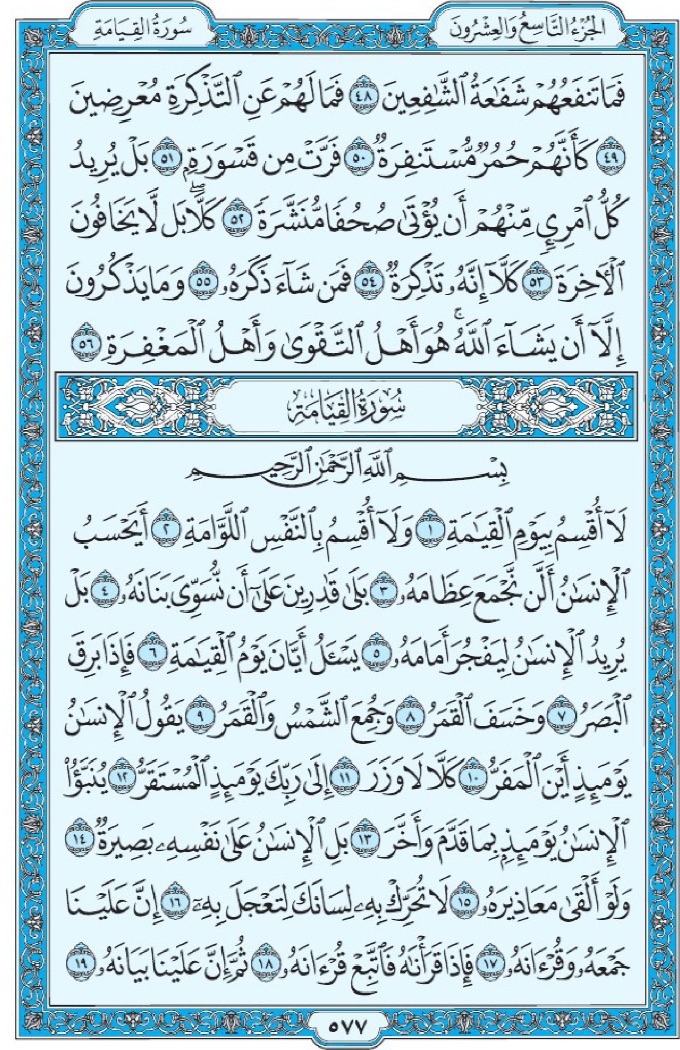 الجُزْءُ التَّاسِعُ وَالعِشْرُونَ
سُورَةُ القِيَامَةِ
فَمَا تَنفَعُهُمْ شَفَٰعَةُ ٱلشَّٰفِعِينَ ٤٨ فَمَا لَهُمْ عَنِ ٱلتَّذْكِرَةِ مُعْرِضِينَ
٤٩ كَأَنَّهُمْ حُمُرٌ مُّسْتَنفِرَةٌ ٥٠ فَرَّتْ مِن قَسْوَرَةٍ ٥١ بَلْ يُرِيدُ
كُلُّ ٱمْرِئٍ مِّنْهُمْ أَن يُؤْتَىٰ صُحُفًا مُّنَشَّرَةً ٥٢ كَلَّاۖ بَل لَّا يَخَافُونَ
ٱلْأٓخِرَةَ ٥٣ كَلَّآ إِنَّهُۥ تَذْكِرَةٌ ٥٤ فَمَن شَآءَ ذَكَرَهُۥ ٥٥ وَمَا يَذْكُرُونَ
إِلَّآ أَن يَشَآءَ ٱللَّهُۚ هُوَ أَهْلُ ٱلتَّقْوَىٰ وَأَهْلُ ٱلْمَغْفِرَةِ ٥٦
سُورَةُ القِيَامَةِ
بِسْمِ ٱللَّهِ ٱلرَّحْمَٰنِ ٱلرَّحِيمِ
لَآ أُقْسِمُ بِيَوْمِ ٱلْقِيَٰمَةِ ١ وَلَآ أُقْسِمُ بِٱلنَّفْسِ ٱللَّوَّامَةِ ٢ أَيَحْسَبُ
ٱلْإِنسَٰنُ أَلَّن نَّجْمَعَ عِظَامَهُۥ ٣ بَلَىٰ قَٰدِرِينَ عَلَىٰٓ أَن نُّسَوِّيَ بَنَانَهُۥ ٤ بَلْ
يُرِيدُ ٱلْإِنسَٰنُ لِيَفْجُرَ أَمَامَهُۥ ٥ يَسْـَٔلُ أَيَّانَ يَوْمُ ٱلْقِيَٰمَةِ ٦ فَإِذَا بَرِقَ
ٱلْبَصَرُ ٧ وَخَسَفَ ٱلْقَمَرُ ٨ وَجُمِعَ ٱلشَّمْسُ وَٱلْقَمَرُ ٩ يَقُولُ ٱلْإِنسَٰنُ
يَوْمَئِذٍ أَيْنَ ٱلْمَفَرُّ ١٠ كَلَّا لَا وَزَرَ ١١ إِلَىٰ رَبِّكَ يَوْمَئِذٍ ٱلْمُسْتَقَرُّ ١٢ يُنَبَّؤُا۟
ٱلْإِنسَٰنُ يَوْمَئِذٍۭ بِمَا قَدَّمَ وَأَخَّرَ ١٣ بَلِ ٱلْإِنسَٰنُ عَلَىٰ نَفْسِهِۦ بَصِيرَةٌ ١٤
وَلَوْ أَلْقَىٰ مَعَاذِيرَهُۥ ١٥ لَا تُحَرِّكْ بِهِۦ لِسَانَكَ لِتَعْجَلَ بِهِۦٓ ١٦ إِنَّ عَلَيْنَا
جَمْعَهُۥ وَقُرْءَانَهُۥ ١٧ فَإِذَا قَرَأْنَٰهُ فَٱتَّبِعْ قُرْءَانَهُۥ ١٨ ثُمَّ إِنَّ عَلَيْنَا بَيَانَهُۥ ١٩
٥٧٧